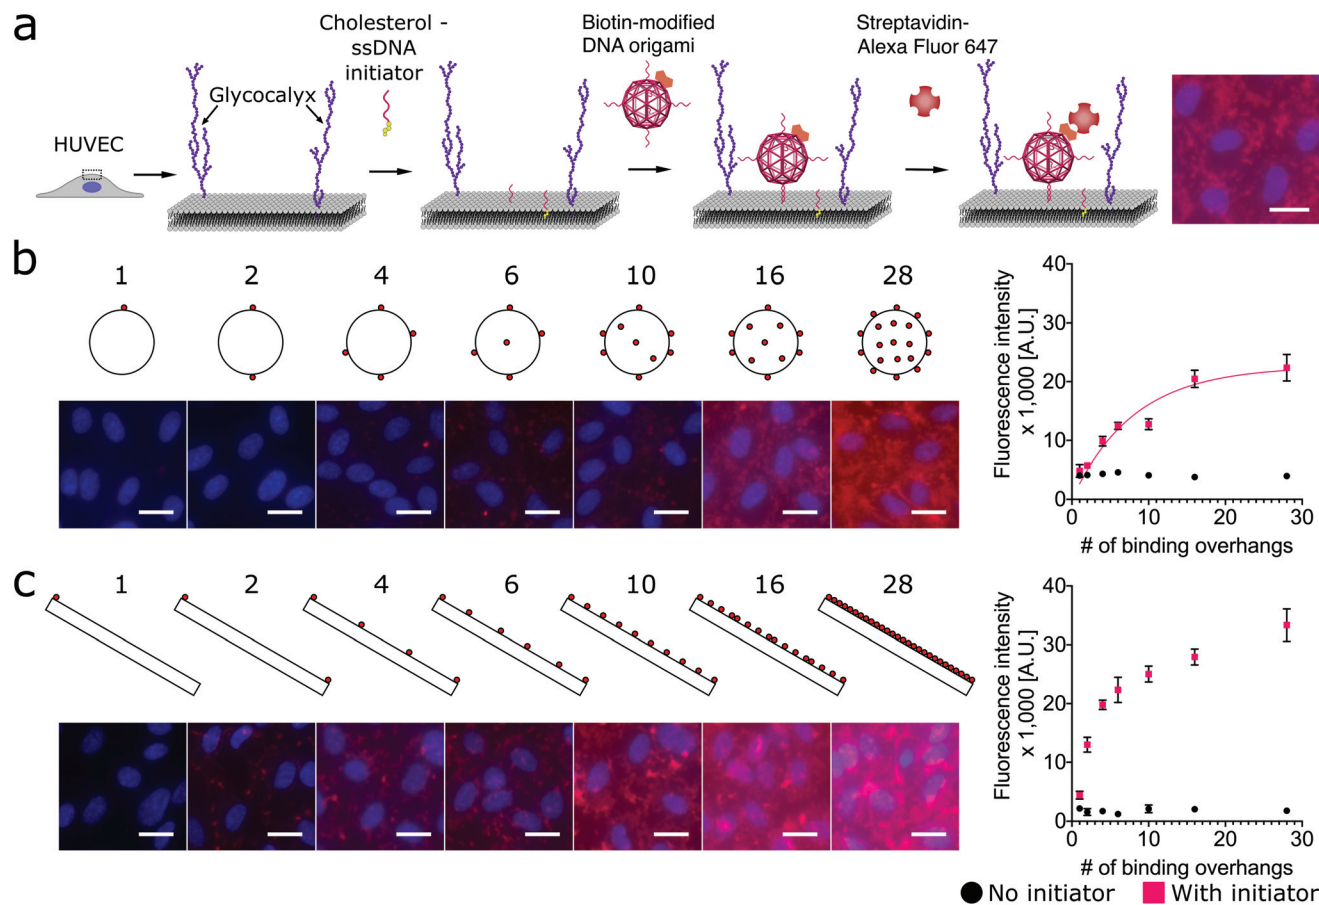 a
Cholesterol -
ssDNA
initiator
Biotin-modified
DNA origami
Streptavidin-
Alexa Fluor 647
Glycocalyx
HUVEC
b
1 2 4 6 10 16 28
40
30
20
10
0
0 10 20 30
Fluorescence intensity
x 1,000 [A.U.]
# of binding overhangs
c
1 2 4 6 10 16 28
40
30
20
10
0
0 10 20 30
Fluorescence intensity
x 1,000 [A.U.]
# of binding overhangs
No initiator With initiator